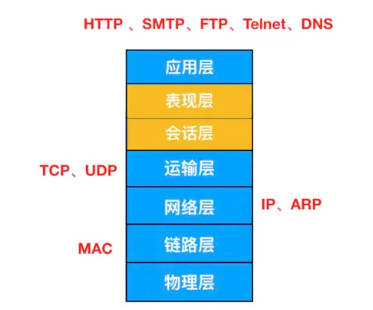 HTTP 、SMTP、FTP、Telnet、DNS
应用层
表现层
会话层
TCP、UDP
运输层
网络层
IP、ARP
MAC
链路层
物理层